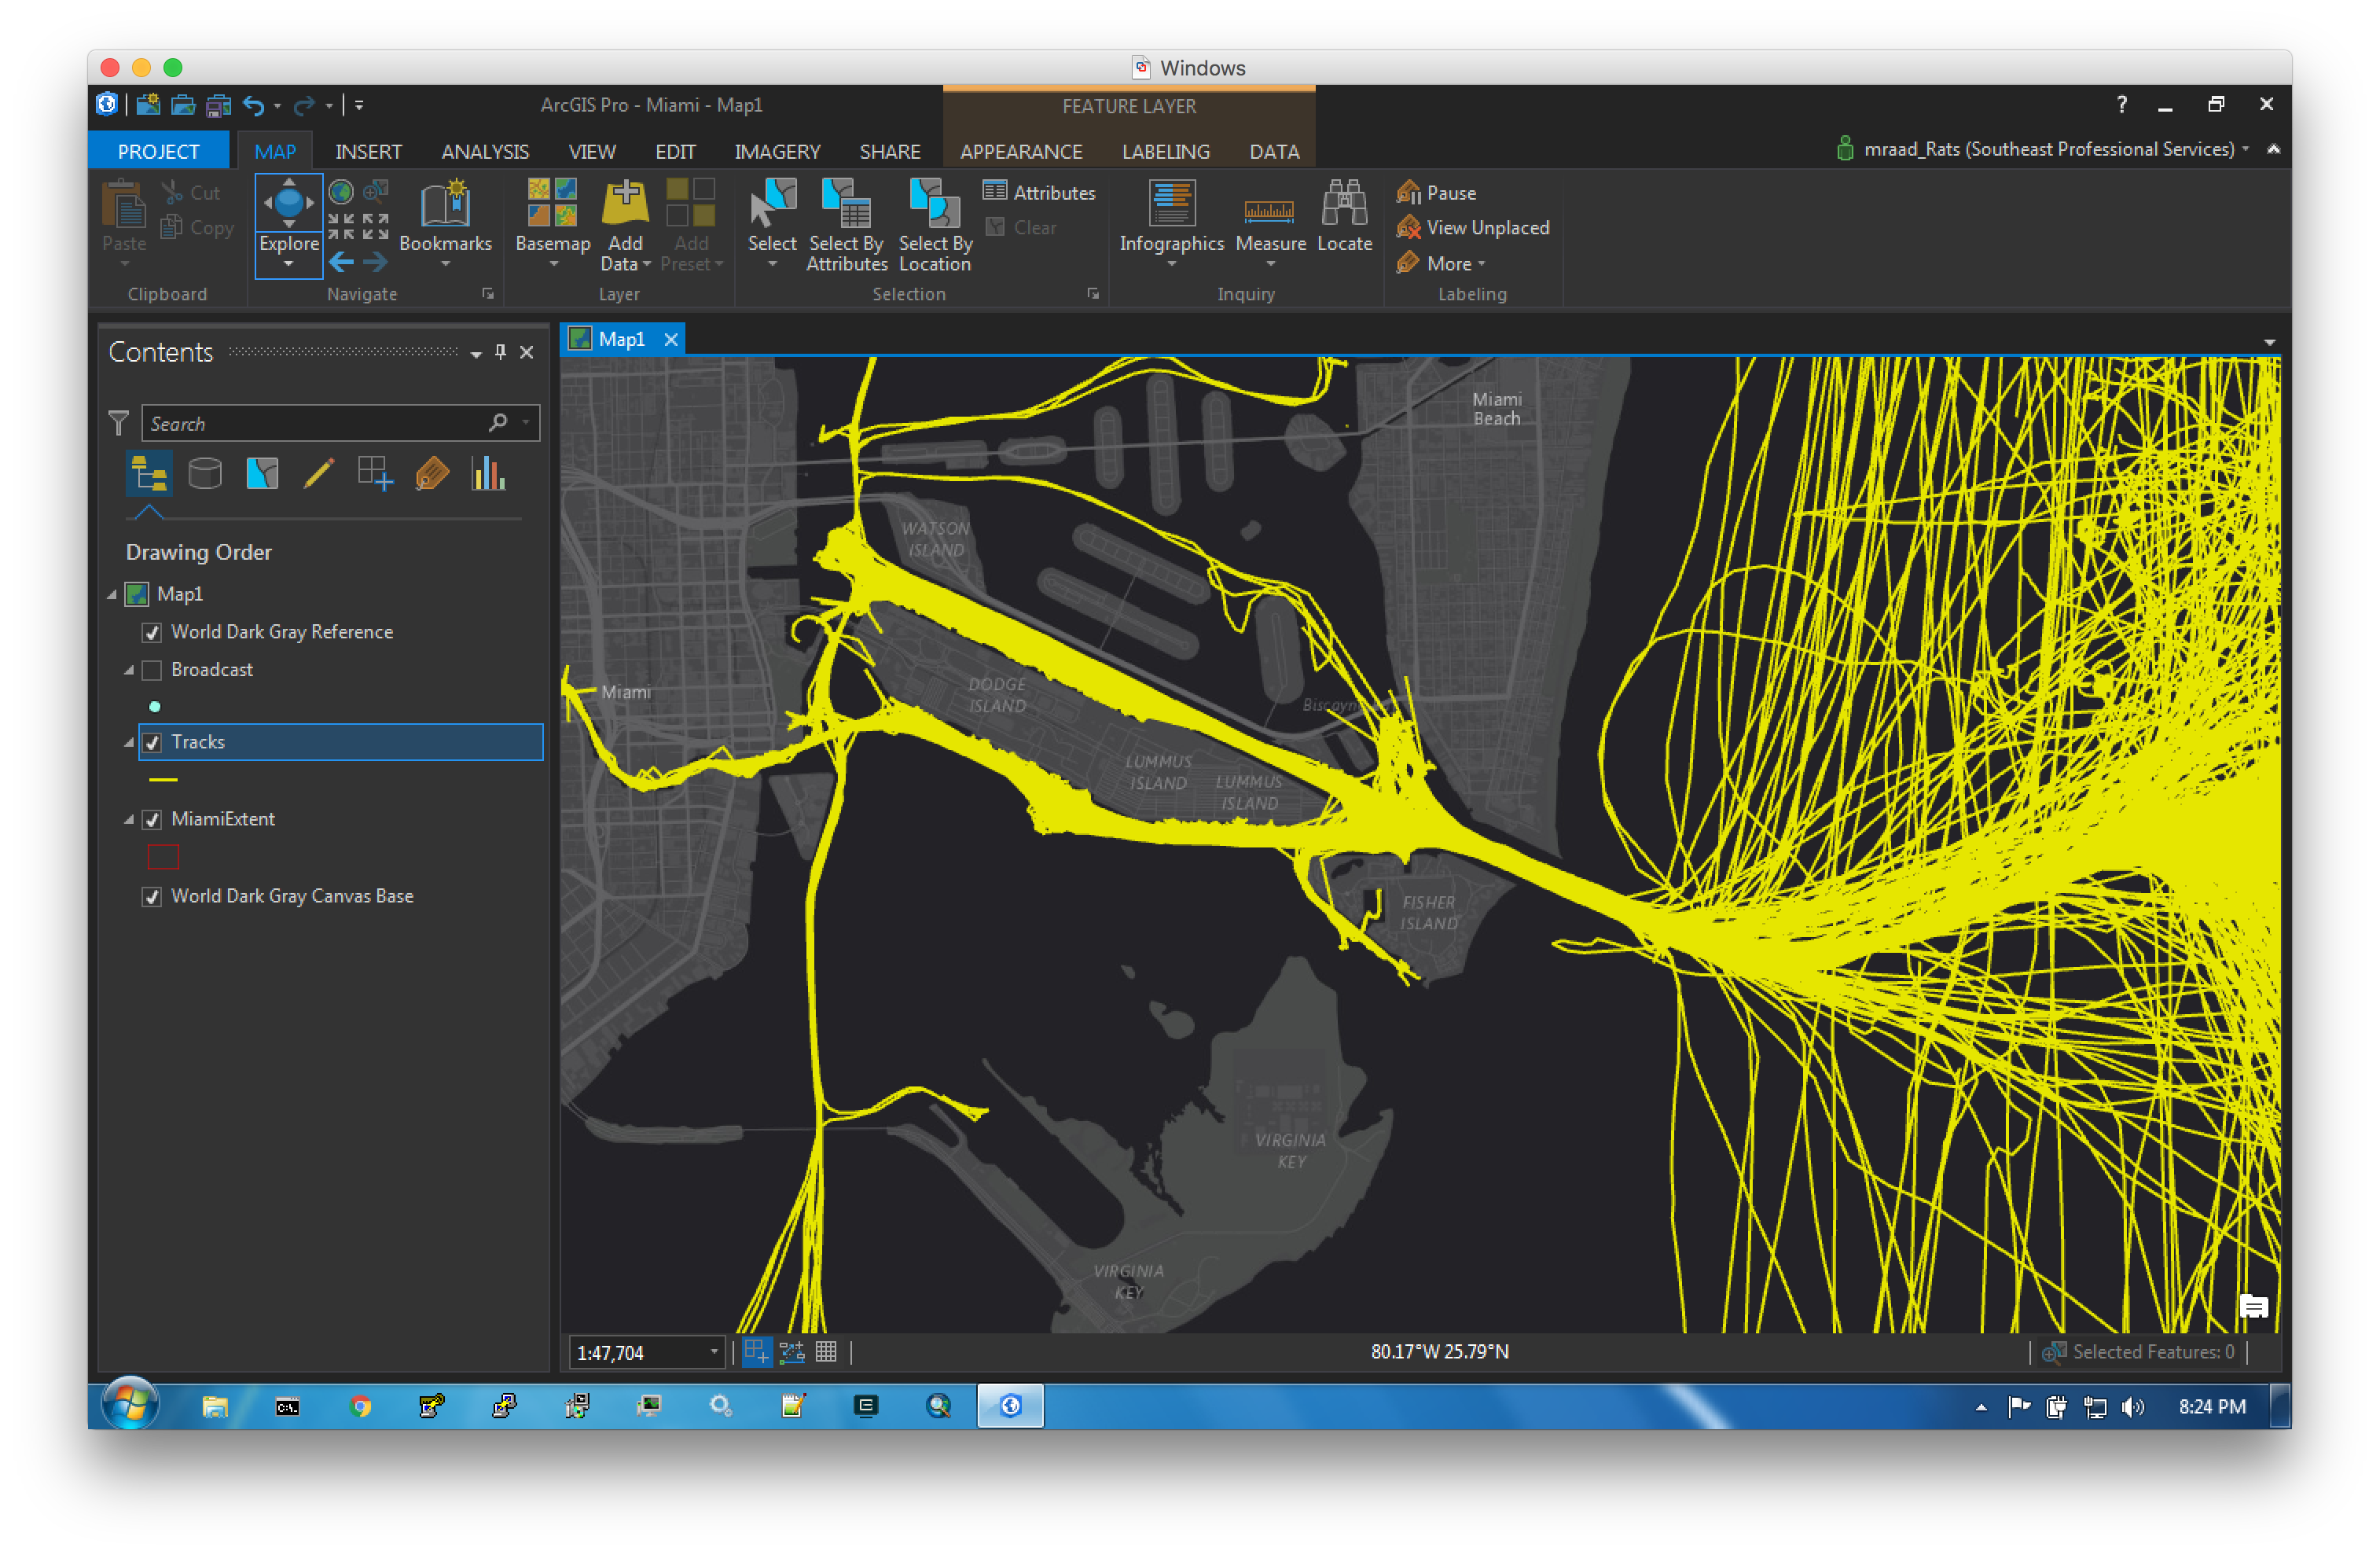 Windows
ArcGIS Pro - Miami - Map1
FEATURE LAYER
?
PROJECT MAP INSERT ANALYSIS VIEW EDIT IMAGERY SHARE APPEARANCE LABELING DATA
mraad_Rats (Southeast Professional Services)
Paste
Cut
Copy
Clipboard
Explore
Bookmarks
Navigate
Basemap
Add
Data
Add
Preset
Layer
Select
Select By
Attributes
Select By
Location
Attributes
Clear
Selection
Infographics
Measure
Locate
Inquiry
Pause
View Unplaced
More
Labeling
Contents
Search
Drawing Order
Map1
World Dark Gray Reference
Broadcast
Tracks
MiamiExtent
World Dark Gray Canvas Base
Map1
Miami
Beach
WATSON
ISLAND
Miami
DODGE
ISLAND
LUMMUS
ISLAND
LUMMUS
ISLAND
FISHER
ISLAND
VIRGINIA
KEY
VIRGINIA
KEY
1:47,704
80.17°W 25.79°N
Selected Features: 0
C:\.
8:24 PM